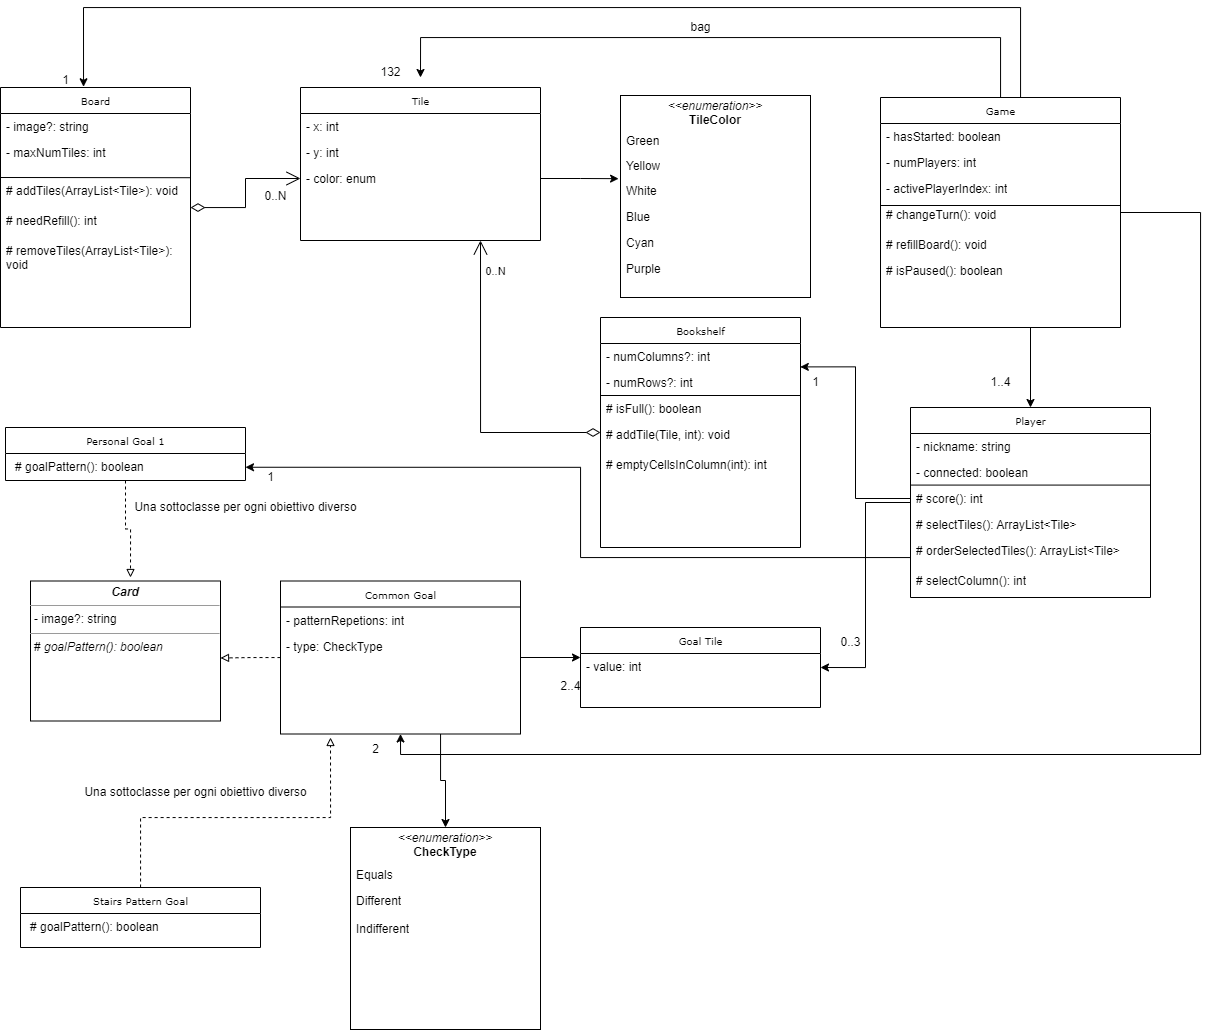 bag
1
132
Board
- image?: string
- maxNumTiles: int
# addTiles(ArrayList<Tile>): void
# needRefill(): int
# removeTiles(ArrayList<Tile>):
void
0..N
Tile
- x: int
- y: int
- color: enum
0..N
<<enumeration>>
TileColor
Green
Yellow
White
Blue
Cyan
Purple
Game
- hasStarted: boolean
- numPlayers: int
- activePlayerIndex: int
# changeTurn(): void
# refillBoard(): void
# isPaused(): boolean
1..4
Bookshelf
- numColumns?: int
- numRows?: int
# isFull(): boolean
# addTile(Tile, int): void
# emptyCellsInColumn(int): int
1
Player
- nickname: string
- connected: boolean
# score(): int
# selectTiles(): ArrayList<Tile>
# orderSelectedTiles(): ArrayList<Tile>
# selectColumn(): int
Personal Goal 1
# goalPattern(): boolean
1
Una sottoclasse per ogni obiettivo diverso
Card
- image?: string
# goalPattern(): boolean
Common Goal
- patternRepetions: int
- type: CheckType
Goal Tile
- value: int
0..3
2..4
2
Una sottoclasse per ogni obiettivo diverso
<<enumeration>>
CheckType
Equals
Different
Indifferent
Stairs Pattern Goal
# goalPattern(): boolean